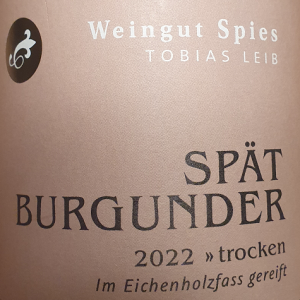 Weingut Spies
TOBIAS LEIB
SPÄT
BURGUNDER
2022 » trocken
Im Eichenholzfass gereift